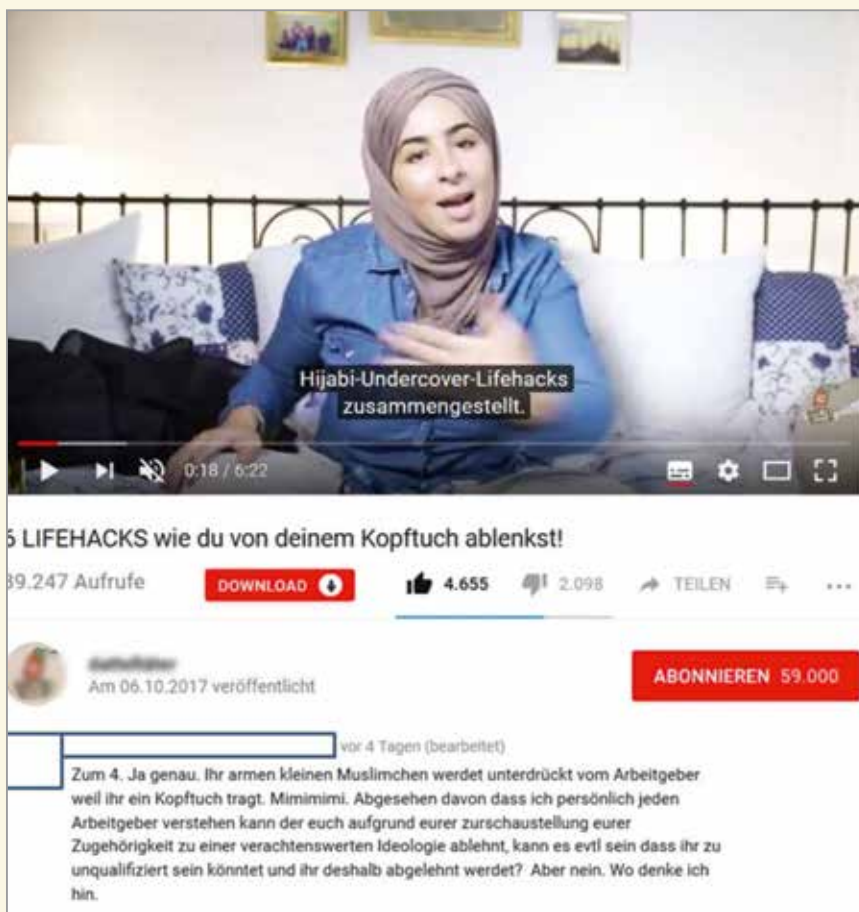 Hijabi-Undercover-Lifehacks
zusammengestellt.
0:18 / 6:22
LIFEHACKS wie du von deinem Kopftuch ablenkst!
39.247 Aufrufe
DOWNLOAD
4.655
2.098
TEILEN
Am 06.10.2017 veröffentlicht
ABONNIEREN 59.000
vor 4 Tagen (bearbeitet)
Zum 4. Ja genau. Ihr armen kleinen Muslimchen werdet unterdrückt vom Arbeitgeber
weil ihr ein Kopftuch tragt. Mimimimi. Abgesehen davon dass ich persönlich jeden
Arbeitgeber verstehen kann der euch aufgrund eurer zurschaustellung eurer
Zugehörigkeit zu einer verachtenswerten Ideologie ablehnt, kann es evtl sein dass ihr zu
unqualifiziert sein könntet und ihr deshalb abgelehnt werdet? Aber nein. Wo denke ich
hin.